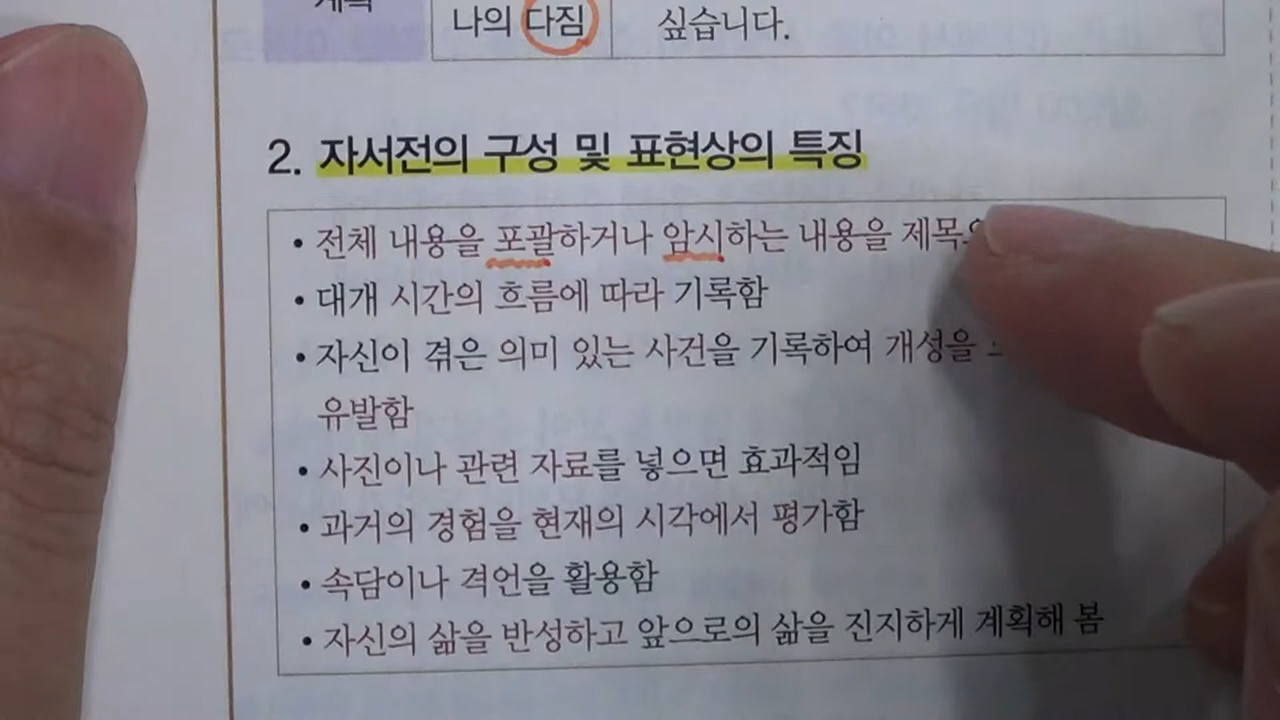 나의 다짐
싶습니다.
2. 자서전의 구성 및 표현상의 특징
• 전체 내용을 포괄하거나 암시하는 내용을
• 대개 시간의 흐름에 따라 기록함
• 자신이 겪은 의미 있는 사건을 기록하여 개성을
유발함
• 사진이나 관련 자료를 넣으면 효과적임
• 과거의 경험을 현재의 시각에서 평가함
• 속담이나 격언을 활용함
• 자신의 삶을 반성하고 앞으로의 삶을 진지하게 계획해 봄